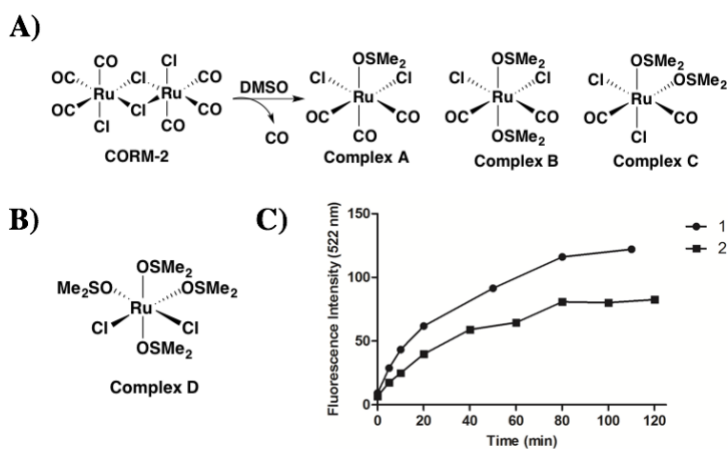 A)
CO Cl
OC Cl CO
Ru Ru
OC Cl CO
Cl CO
CORM-2
DMSO
CO
OSMe2
Cl Cl
Ru
OC CO
CO
Complex A
OSMe2
Cl Cl
Ru
OC CO
OSMe2
Complex B
OSMe2
Cl OSMe2
Ru
OC CO
Cl
Complex C
B)
OSMe2
Me2SO OSMe2
Ru
Cl Cl
OSMe2
Complex D
C)
Fluorescence Intensity (522 nm)
150
100
50
0
0 20 40 60 80 100 120
Time (min)
1
2